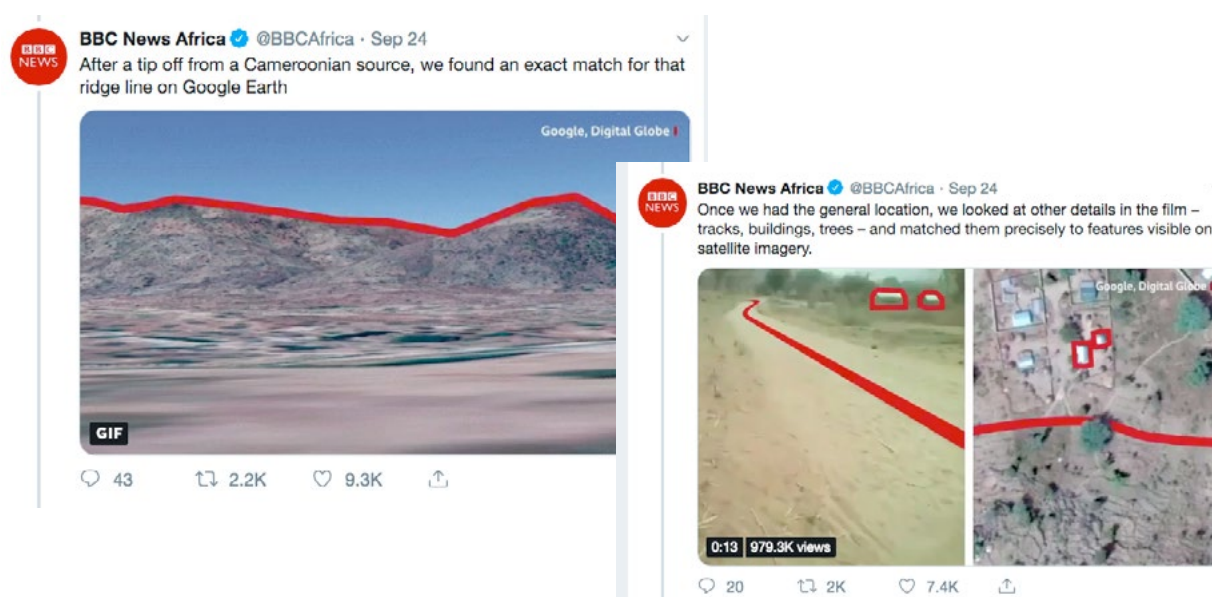 BBC NEWS
BBC News Africa @BBCAfrica · Sep 24
After a tip off from a Cameroonian source, we found an exact match for that
ridge line on Google Earth
Google, Digital Globe
GIF
43 2.2K 9.3K
BBC NEWS
BBC News Africa @BBCAfrica · Sep 24
Once we had the general location, we looked at other details in the film –
tracks, buildings, trees – and matched them precisely to features visible on
satellite imagery.
Google, Digital Globe
0:13 979.3K views
20 2K 7.4K